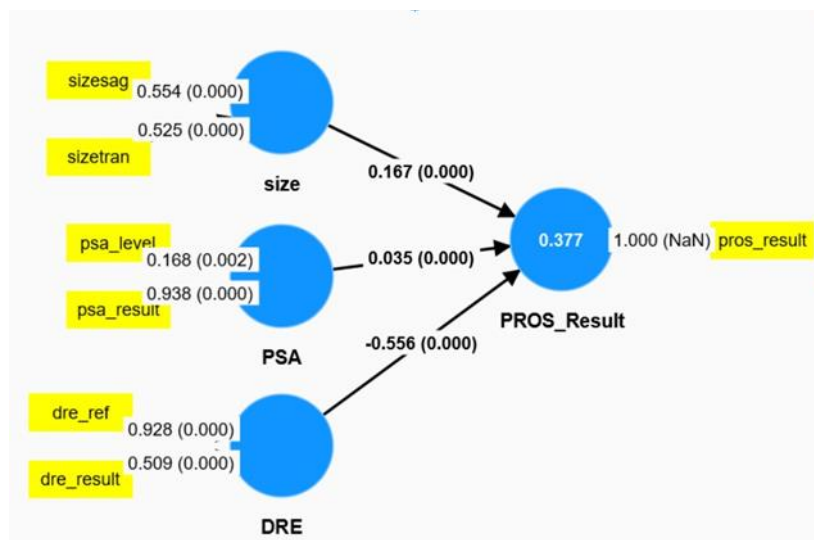 sizesag
0.554 (0.000)
0.525 (0.000)
sizetran
size
0.167 (0.000)
psa_level
0.168 (0.002)
0.938 (0.000)
psa_result
PSA
0.035 (0.000)
0.377
1.000 (NaN)
pros_result
PROS_Result
-0.556 (0.000)
dre_ref
0.928 (0.000)
0.509 (0.000)
dre_result
DRE